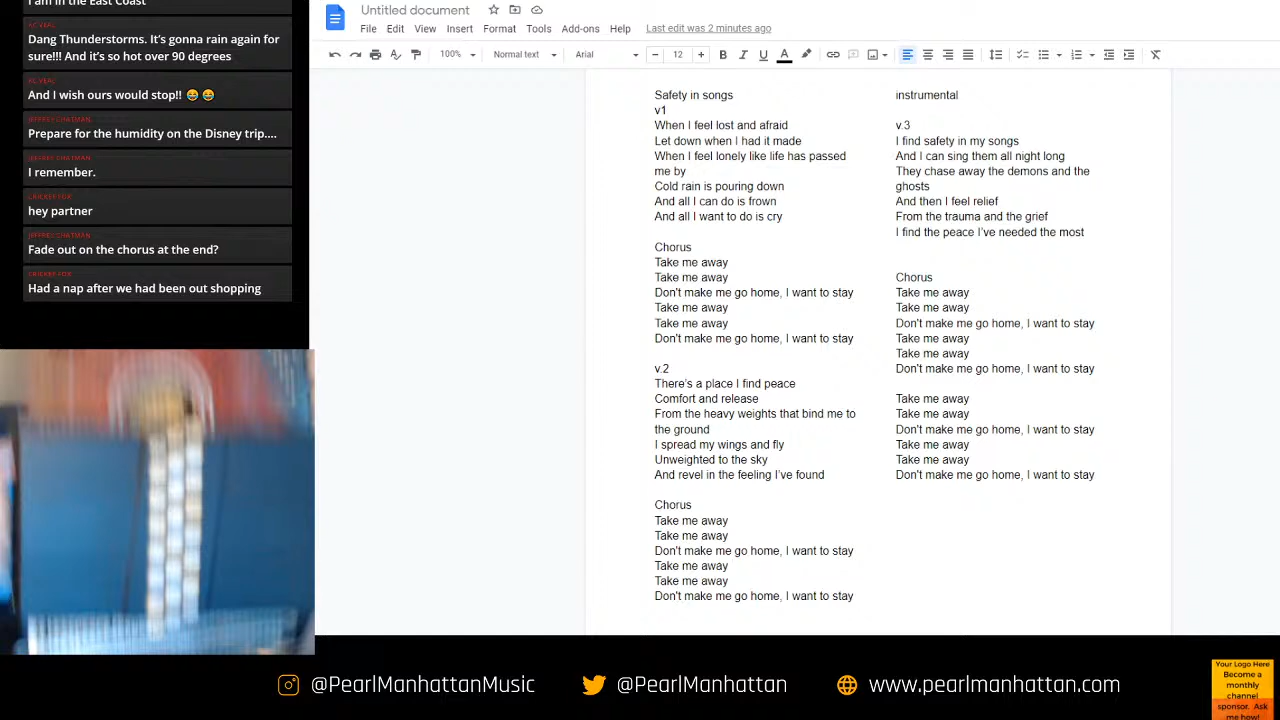 I am in the East Coast
Dang Thunderstorms. It's gonna rain again for
sure!!! And it's so hot over 90 degrees
And I wish ours would stop!! 😄 😄
JEFFREY CHATMAN
Prepare for the humidity on the Disney trip....
JEFFREY CHATMAN
I remember.
hey partner
JEFFREY CHATMAN
Fade out on the chorus at the end?
Had a nap after we had been out shopping
Untitled document
File Edit View Insert Format Tools Add-ons Help Last edit was 2 minutes ago
100% Normal text Arial − 12 + B I U A
Safety in songs
v1
When I feel lost and afraid
Let down when I had it made
When I feel lonely like life has passed
me by
Cold rain is pouring down
And all I can do is frown
And all I want to do is cry
Chorus
Take me away
Take me away
Don't make me go home, I want to stay
Take me away
Take me away
Don't make me go home, I want to stay
v.2
There's a place I find peace
Comfort and release
From the heavy weights that bind me to
the ground
I spread my wings and fly
Unweighted to the sky
And revel in the feeling I've found
Chorus
Take me away
Take me away
Don't make me go home, I want to stay
Take me away
Take me away
Don't make me go home, I want to stay
instrumental
v.3
I find safety in my songs
And I can sing them all night long
They chase away the demons and the
ghosts
And then I feel relief
From the trauma and the grief
I find the peace I've needed the most
Chorus
Take me away
Take me away
Don't make me go home, I want to stay
Take me away
Take me away
Don't make me go home, I want to stay
Take me away
Take me away
Don't make me go home, I want to stay
Take me away
Take me away
Don't make me go home, I want to stay
@PearlManhattanMusic
@PearlManhattan
www.pearlmanhattan.com
Your Logo Here
Become a
monthly
channel
sponsor. Ask
me how!